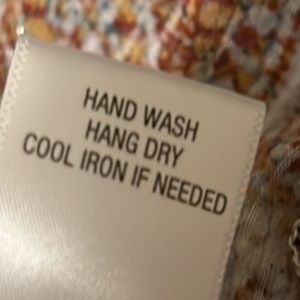 HAND WASH
HANG DRY
COOL IRON IF NEEDED